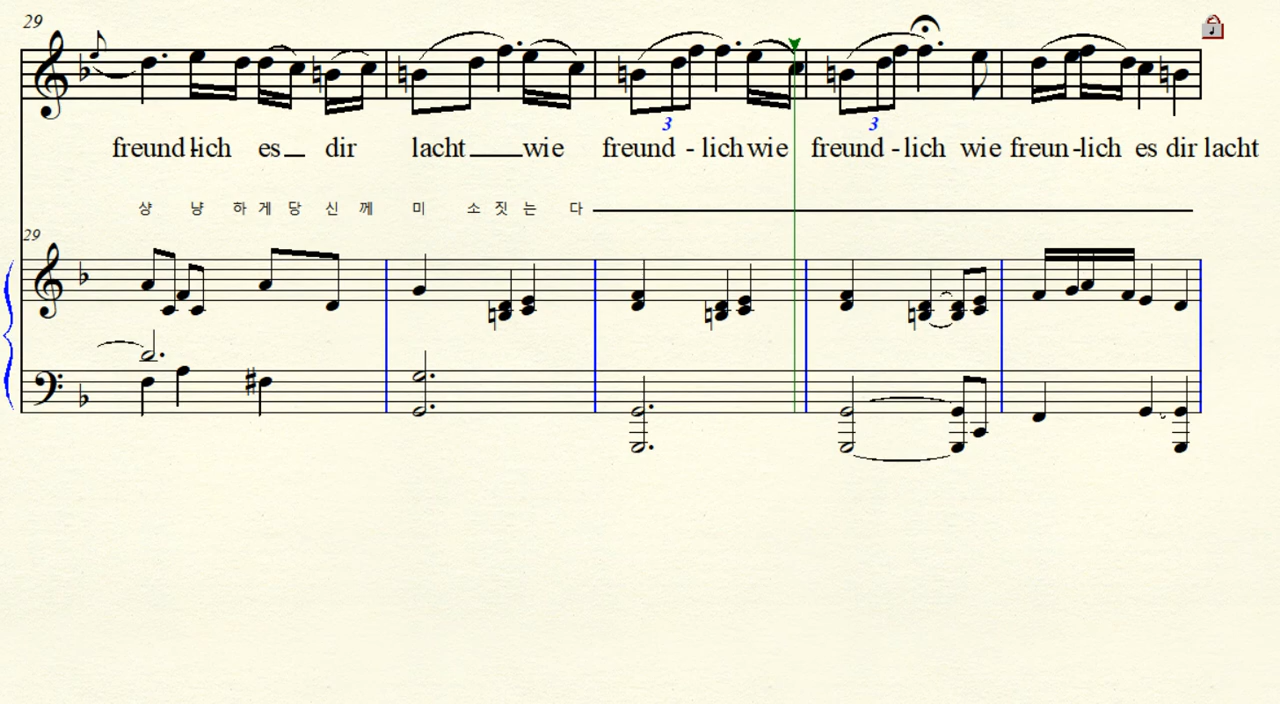 29
3 3
freund-lich es dir lacht wie freund - lich wie freund - lich wie freun-lich es dir lacht
샹 냥 하 게 당 신 께 미 소 짓 는 다
29